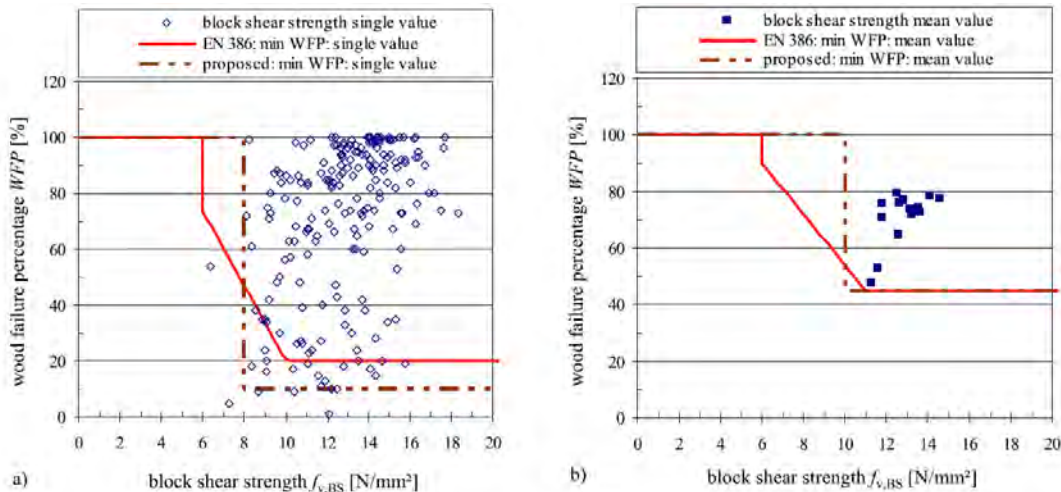 block shear strength single value
EN 386: min WFP: single value
proposed: min WFP: single value
wood failure percentage WFP [%]
120
100
80
60
40
20
0
0 2 4 6 8 10 12 14 16 18 20
a)
block shear strength fv,BS [N/mm²]
block shear strength mean value
EN 386: min WFP: mean value
proposed: min WFP: mean value
wood failure percentage WFP [%]
120
100
80
60
40
20
0
0 2 4 6 8 10 12 14 16 18 20
b)
block shear strength fv,BS [N/mm²]